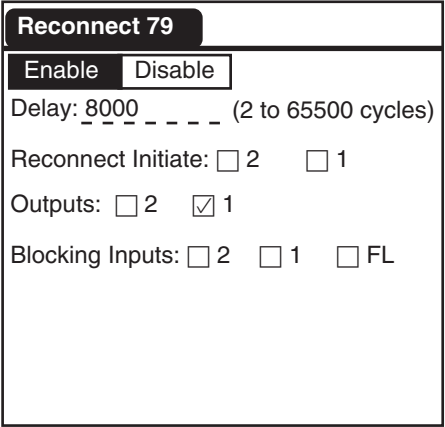 Reconnect 79
Enable Disable
Delay: 8000 (2 to 65500 cycles)
Reconnect Initiate: 2 1
Outputs: 2 1
Blocking Inputs: 2 1 FL